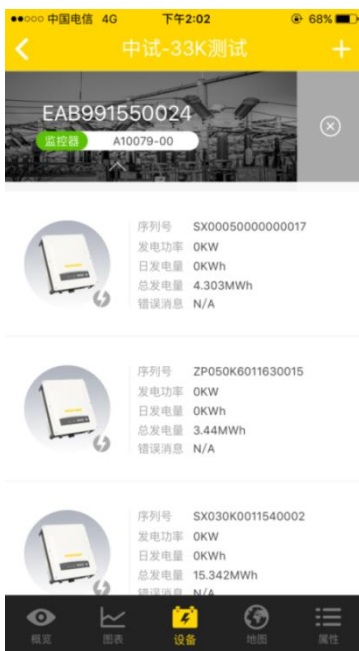 中国电信 4G 下午2:02 68%
中试-33K测试
EAB991550024
监控器 A10079-00
序列号 SX00050000000017
发电功率 0KW
日发电量 0KWh
总发电量 4.303MWh
错误消息 N/A
序列号 ZP050K6011630015
发电功率 0KW
日发电量 0KWh
总发电量 3.44MWh
错误消息 N/A
序列号 SX030K0011540002
发电功率 0KW
日发电量 0KWh
总发电量 15.342MWh
错误消息 N/A
概览 图表 设备 地图 属性